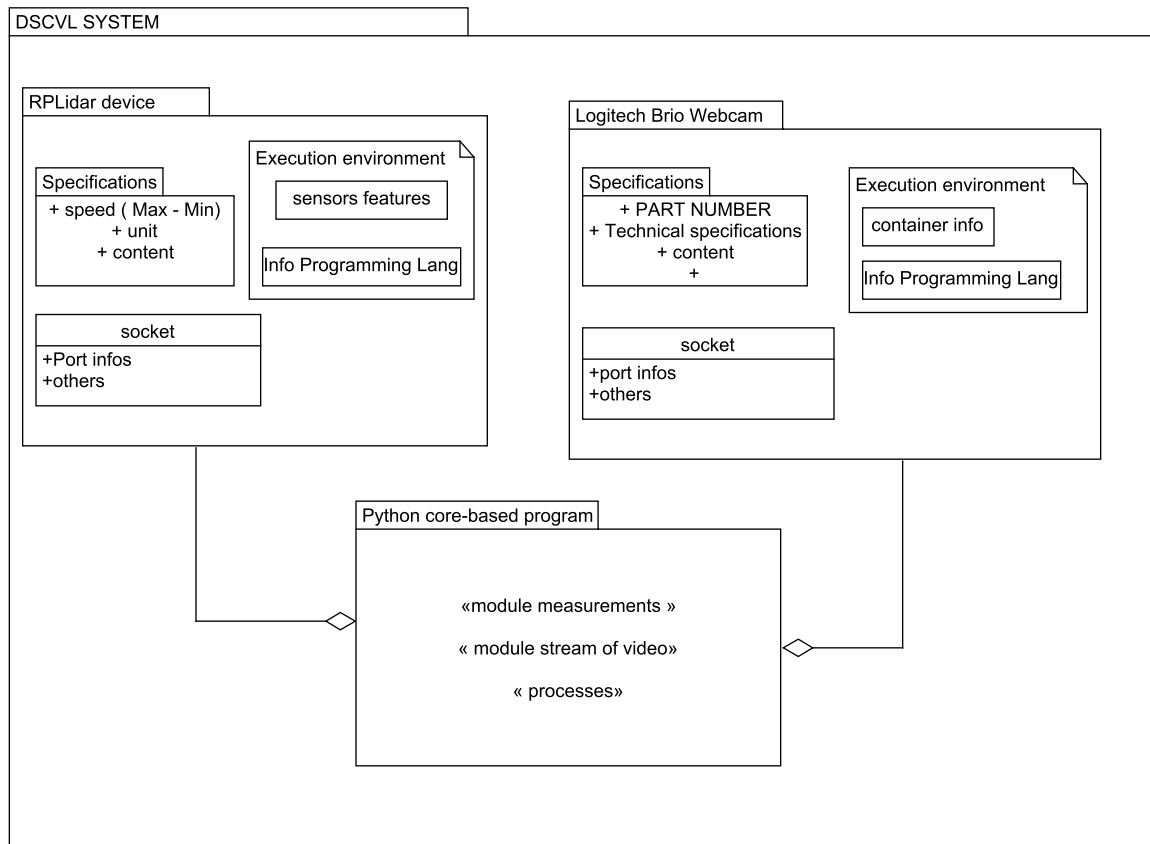 DSCVL SYSTEM
RPLidar device
Specifications
+ speed ( Max - Min)
+ unit
+ content
Execution environment
sensors features
Info Programming Lang
socket
+Port infos
+others
Logitech Brio Webcam
Specifications
+ PART NUMBER
+ Technical specifications
+ content
+
Execution environment
container info
Info Programming Lang
socket
+port infos
+others
Python core-based program
«module measurements »
« module stream of video»
« processes»